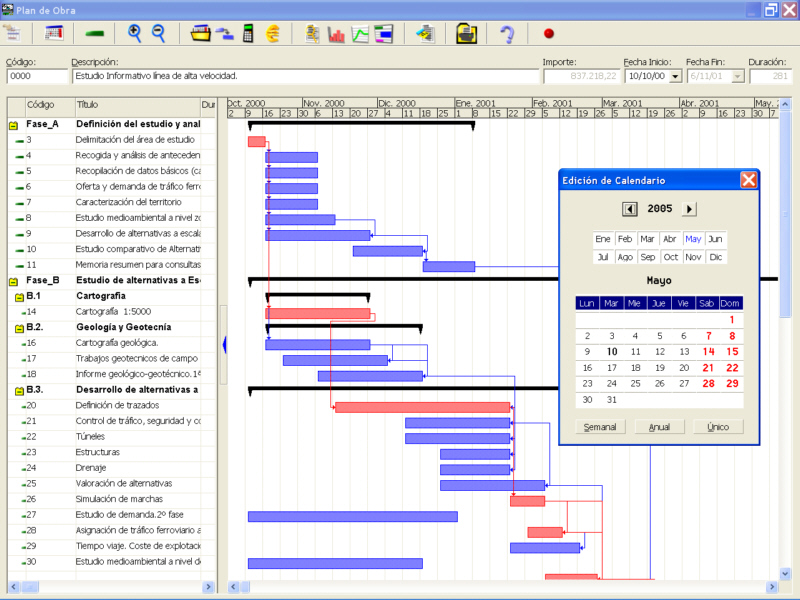 Plan de Obra
Código: Descripción: Importe: Fecha Inicio: Fecha Fin: Duración:
0000 Estudio Informativo línea de alta velocidad. 837.218,22 10/10/00 6/11/01 281
Código Título Dur
Oct. 2000 Nov. 2000 Dic. 2000 Ene. 2001 Feb. 2001 Mar. 2001 Abr. 2001 May.
2 9 16 23 30 6 13 20 27 4 11 18 25 1 8 15 22 29 5 12 19 26 5 12 19 26 2 9 16 23 30 7
Fase_A Definición del estudio y anal
3 Delimitación del área de estudio
4 Recogida y análisis de anteceden
5 Recopilación de datos básicos (ca
6 Oferta y demanda de tráfico ferro
7 Caracterización del territorio
8 Estudio medioambiental a nivel zo
9 Desarrollo de alternativas a escala
10 Estudio comparativo de Alternati
11 Memoria resumen para consultas
Fase_B Estudio de alternativas a Es
B.1 Cartografía
14 Cartografía 1:5000
B.2. Geología y Geotecnía
16 Cartografía geológica.
17 Trabajos geotecnicos de campo
18 Informe geológico-geotécnico.1ª
B.3. Desarrollo de alternativas a
20 Definición de trazados
21 Control de tráfico, seguridad y co
22 Túneles
23 Estructuras
24 Drenaje
25 Valoración de alternativas
26 Simulación de marchas
27 Estudio de demanda.2º fase
28 Asignación de tráfico ferroviario a
29 Tiempo viaje. Coste de explotació
30 Estudio medioambiental a nivel de
Edición de Calendario
2005
Ene Feb Mar Abr May Jun
Jul Ago Sep Oct Nov Dic
Mayo
Lun Mar Mie Jue Vie Sab Dom
1
2 3 4 5 6 7 8
9 10 11 12 13 14 15
16 17 18 19 20 21 22
23 24 25 26 27 28 29
30 31
Semanal Anual Único